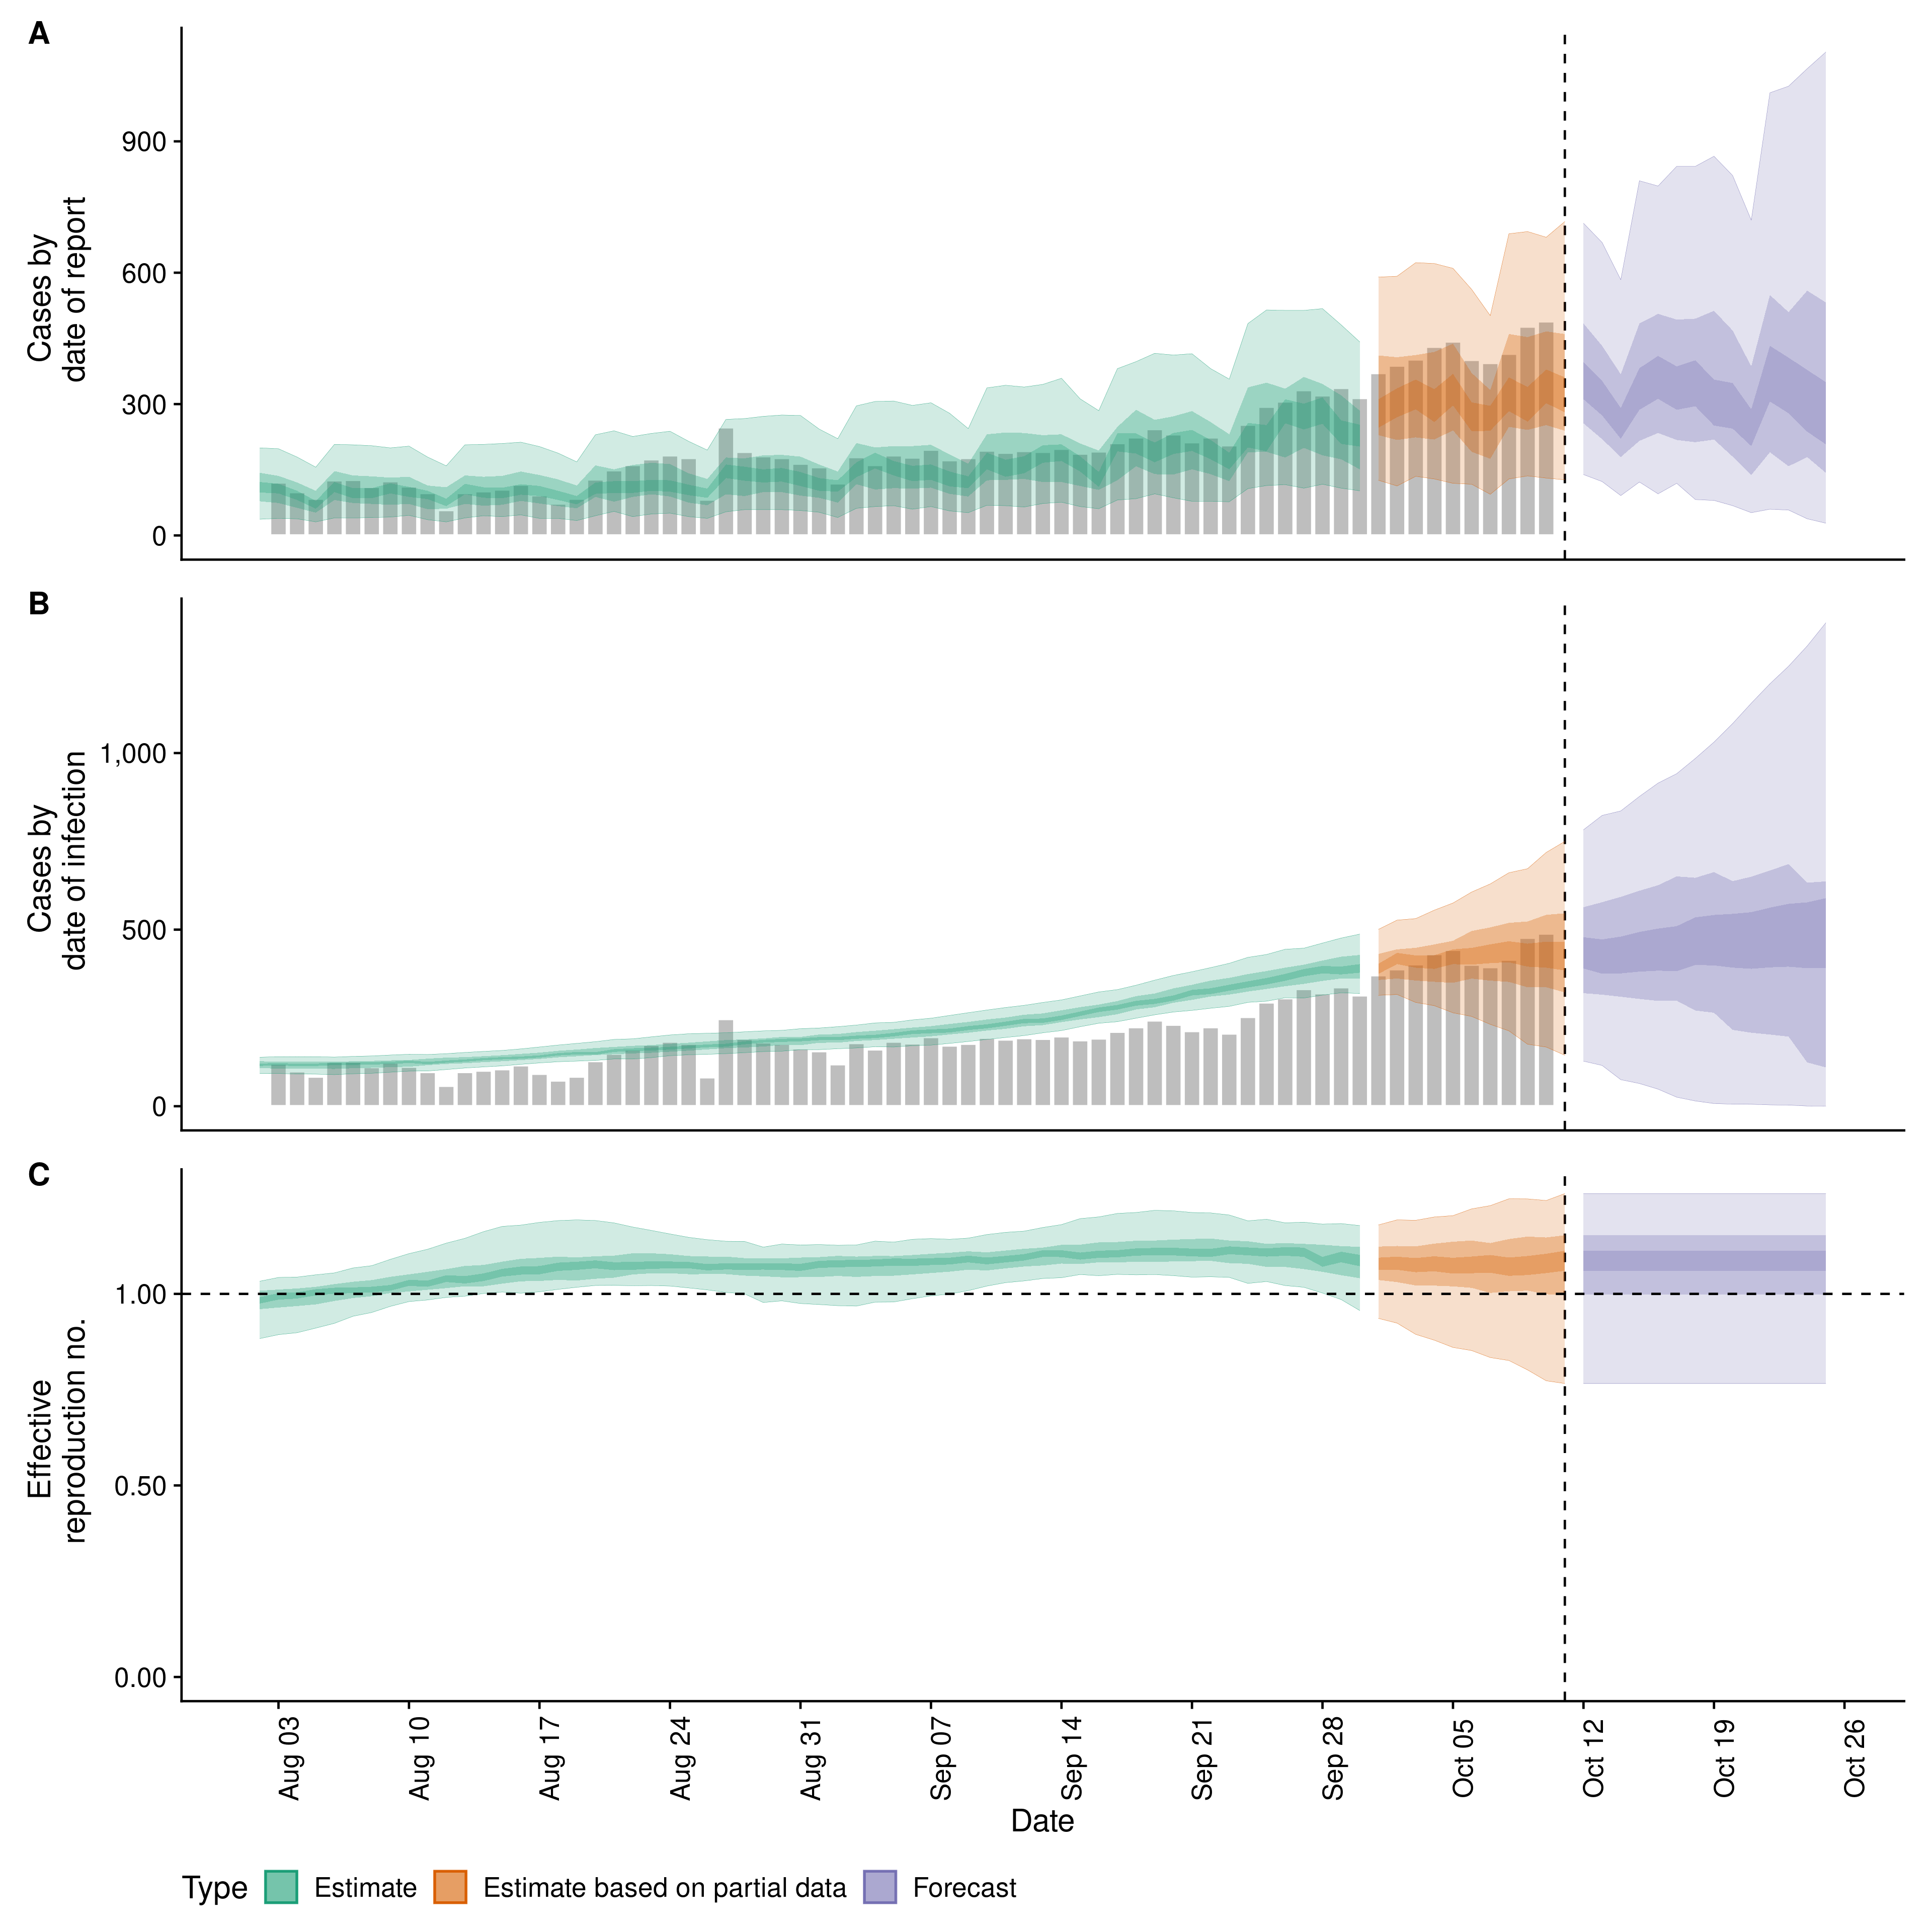 A
Cases by
date of report
900
600
300
0
B
Cases by
date of infection
1,000
500
0
C
Effective
reproduction no.
1.00
0.50
0.00
Aug 03
Aug 10
Aug 17
Aug 24
Aug 31
Sep 07
Sep 14
Sep 21
Sep 28
Oct 05
Oct 12
Oct 19
Oct 26
Date
Type Estimate Estimate based on partial data Forecast